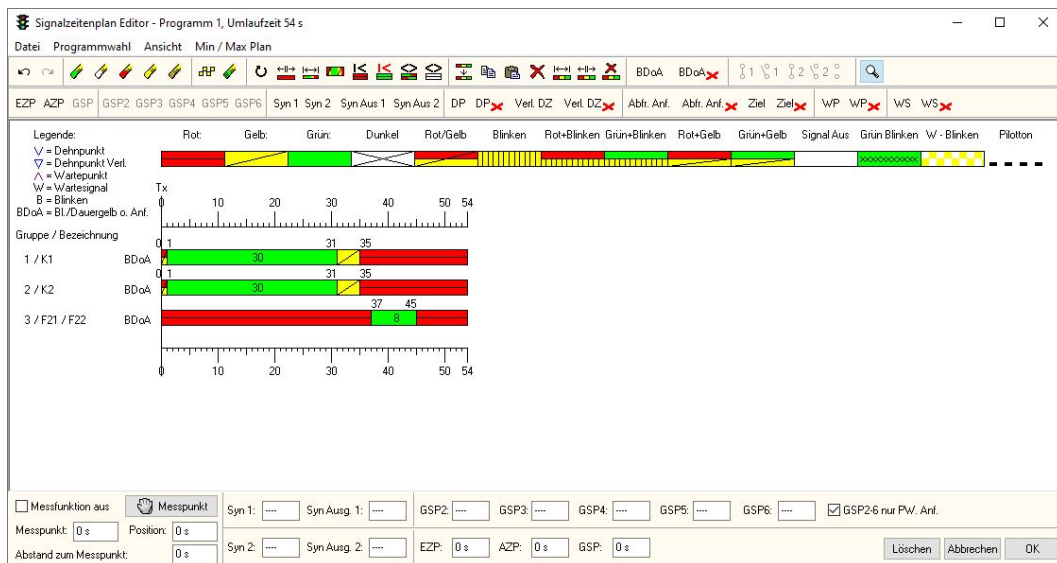 Signalzeitenplan Editor - Programm 1, Umlaufzeit 54 s
Datei Programmwahl Ansicht Min / Max Plan
BDoA BDoA 1 1 2 2
EZP AZP GSP GSP2 GSP3 GSP4 GSP5 GSP6 Syn 1 Syn 2 Syn Aus 1 Syn Aus 2 DP DP Verl. DZ Verl. DZ Abfr. Anf. Abfr. Anf. Ziel Ziel WP WP WS WS
Legende: Rot: Gelb: Grün: Dunkel Rot/Gelb Blinken Rot+Blinken Grün+Blinken Rot+Gelb Grün+Gelb Signal Aus Grün Blinken W - Blinken Pilotton
V = Dehnpunkt
∇ = Dehnpunkt Verl.
Λ = Wartepunkt
W = Wartesignal
B = Blinken
BDoA = Bl./Dauergelb o. Anf.
Tx
0 10 20 30 40 50 54
Gruppe / Bezeichnung
0 1 31 35
1 / K1 BDoA 30
0 1 31 35
2 / K2 BDoA 30
37 45
3 / F21 / F22 BDoA 8
0 10 20 30 40 50 54
Messfunktion aus Messpunkt Syn 1: ---- Syn Ausg. 1: ---- GSP2: ---- GSP3: ---- GSP4: ---- GSP5: ---- GSP6: ---- GSP2-6 nur PW. Anf.
Messpunkt: 0 s Position: 0 s
Abstand zum Messpunkt: 0 s Syn 2: ---- Syn Ausg. 2: ---- EZP: 0 s AZP: 0 s GSP: 0 s Löschen Abbrechen OK